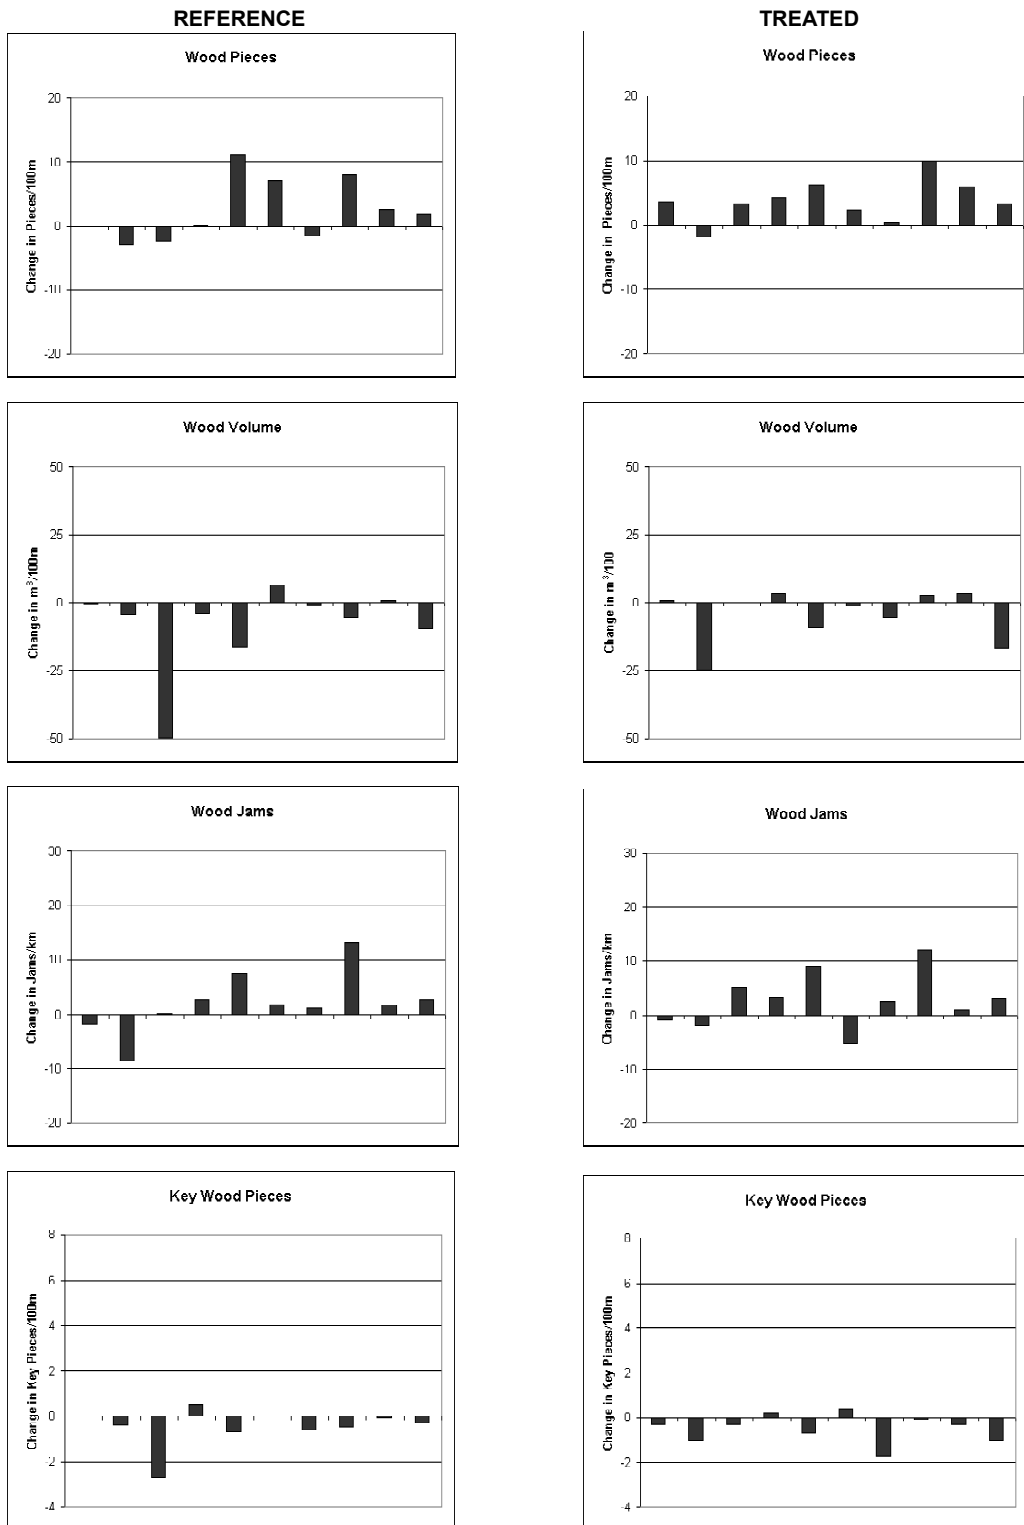 REFERENCE
TREATED
Wood Pieces
20
10
0
-10
-20
Change in Pieces/100m
Wood Pieces
20
10
0
-10
-20
Change in Pieces/100m
Wood Volume
50
25
0
-25
-50
Change in m³/100m
Wood Volume
50
25
0
-25
-50
Change in m³/100
Wood Jams
30
20
10
0
-10
-20
Change in Jams/km
Wood Jams
30
20
10
0
-10
-20
Change in Jams/km
Key Wood Pieces
8
6
4
2
0
-2
-4
Change in Key Pieces/100m
Key Wood Pieces
8
6
4
2
0
-2
-4
Change in Key Pieces/100m